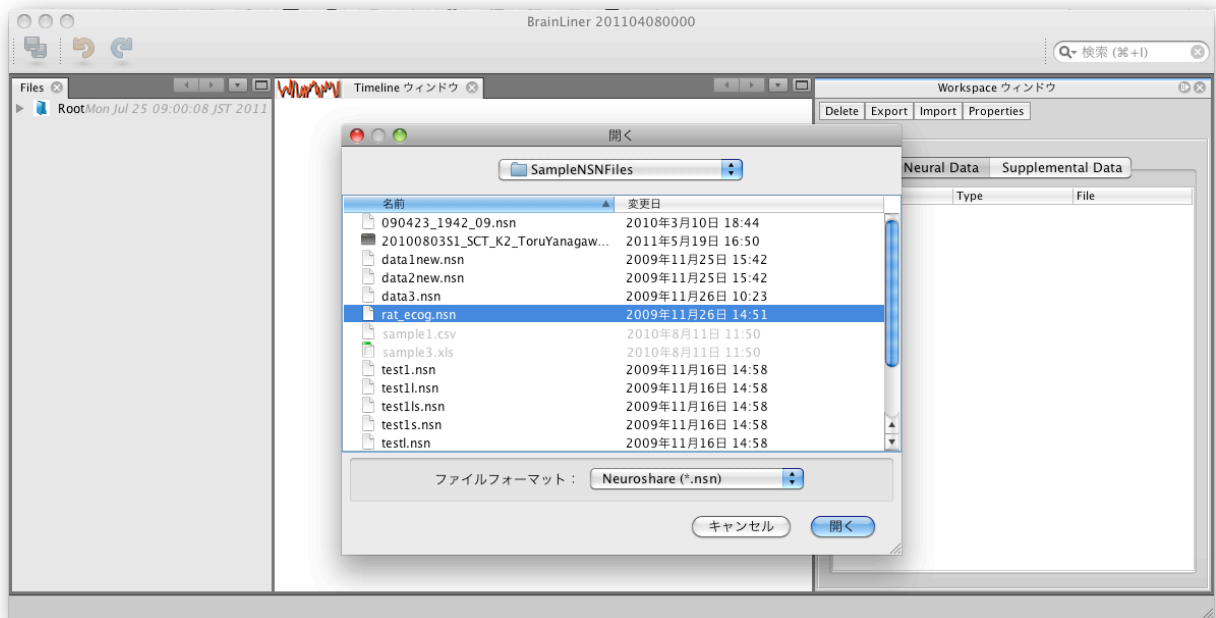 BrainLiner 201104080000
検索 (⌘+I)
Files
Root Mon Jul 25 09:00:08 JST 2011
Timeline ウィンドウ
Workspace ウィンドウ
Delete Export Import Properties
Neural Data Supplemental Data
Type File
開く
SampleNSNFiles
名前 変更日
090423_1942_09.nsn 2010年3月10日 18:44
20100803S1_SCT_K2_ToruYanagaw... 2011年5月19日 16:50
data1new.nsn 2009年11月25日 15:42
data2new.nsn 2009年11月25日 15:42
data3.nsn 2009年11月26日 10:23
rat_ecog.nsn 2009年11月26日 14:51
sample1.csv 2010年8月11日 11:50
sample3.xls 2010年8月11日 11:50
test1.nsn 2009年11月16日 14:58
test1l.nsn 2009年11月16日 14:58
test1ls.nsn 2009年11月16日 14:58
test1s.nsn 2009年11月16日 14:58
testl.nsn 2009年11月16日 14:58
ファイルフォーマット： Neuroshare (*.nsn)
キャンセル 開く